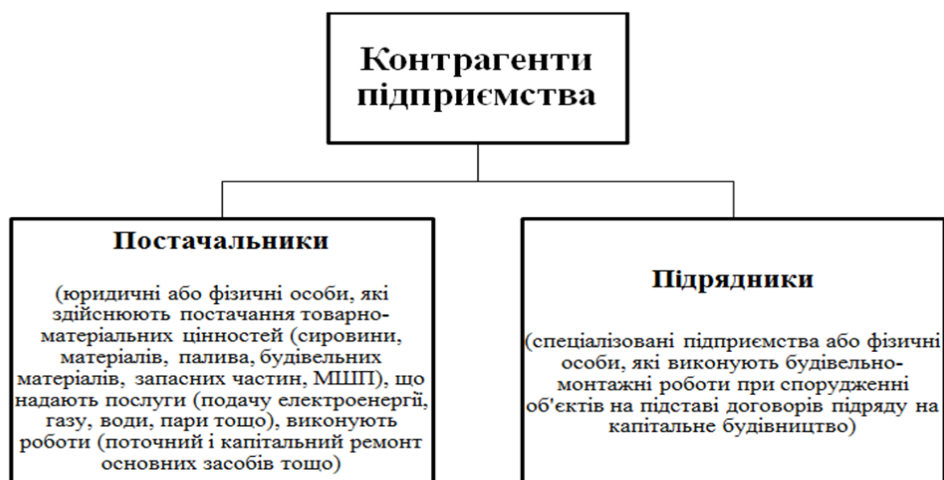 Контрагенти
підприємства
Постачальники
(юридичні або фізичні особи, які
здійснюють постачання товарно-
матеріальних цінностей (сировини,
матеріалів, палива, будівельних
матеріалів, запасних частин, МШП), що
надають послуги (подачу електроенергії,
газу, води, пари тощо), виконують
роботи (поточний і капітальний ремонт
основних засобів тощо)
Підрядники
(спеціалізовані підприємства або фізичні
особи, які виконують будівельно-
монтажні роботи при спорудженні
об'єктів на підставі договорів підряду на
капітальне будівництво)